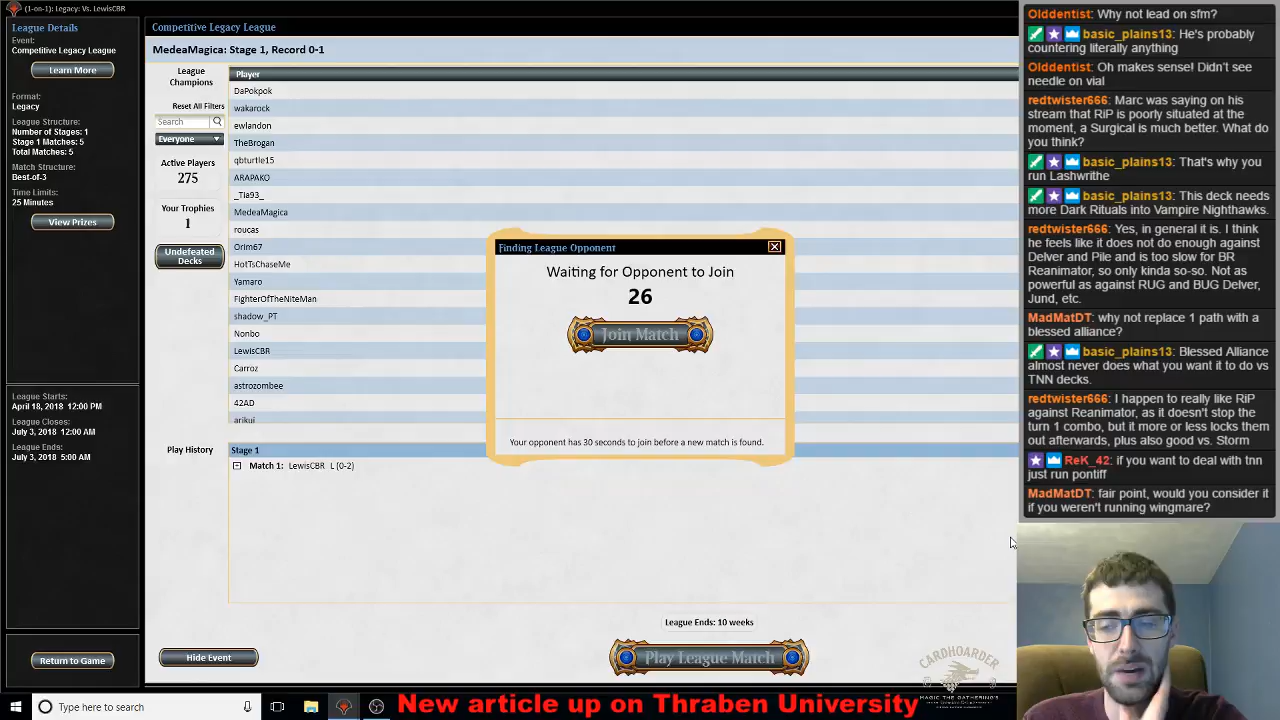 (1-on-1): Legacy: Vs. LewisCBR
League Details
Event:
Competitive Legacy League
Learn More
Format:
Legacy
League Structure:
Number of Stages: 1
Stage 1 Matches: 5
Total Matches: 5
Match Structure:
Best-of-3
Time Limits:
25 Minutes
View Prizes
League Starts:
April 18, 2018 12:00 PM
League Closes:
July 3, 2018 12:00 AM
League Ends:
July 3, 2018 5:00 AM
Return to Game
Competitive Legacy League
MedeaMagica: Stage 1, Record 0-1
League
Champions
Reset All Filters
Search
Everyone
Active Players
275
Your Trophies
1
Undefeated
Decks
Player
DaPokpok
wakarock
ewlandon
TheBrogan
qbturtle15
ARAPAKO
_Tia93_
MedeaMagica
roucas
Orim67
HotTsChaseMe
Yamaro
FIghterOfTheNiteMan
shadow_PT
Nonbo
LewisCBR
Carroz
astrozombee
42AD
arikui
Finding League Opponent
Waiting for Opponent to Join
26
Join Match
Your opponent has 30 seconds to join before a new match is found.
Play History
Stage 1
Match 1: LewisCBR L (0-2)
League Ends: 10 weeks
Hide Event
Play League Match
CARDHOARDER
Olddentist: Why not lead on sfm?
basic_plains13: He's probably
countering literally anything
Olddentist: Oh makes sense! Didn't see
needle on vial
redtwister666: Marc was saying on his
stream that RiP is poorly situated at the
moment, a Surgical is much better. What do
you think?
basic_plains13: That's why you
run Lashwrithe
basic_plains13: This deck needs
more Dark Rituals into Vampire Nighthawks.
redtwister666: Yes, in general it is. I think
he feels like it does not do enough against
Delver and Pile and is too slow for BR
Reanimator, so only kinda so-so. Not as
powerful as against RUG and BUG Delver,
Jund, etc.
MadMatDT: why not replace 1 path with a
blessed alliance?
basic_plains13: Blessed Alliance
almost never does what you want it to do vs
TNN decks.
redtwister666: I happen to really like RiP
against Reanimator, as it doesn't stop the
turn 1 combo, but it more or less locks them
out afterwards, plus also good vs. Storm
ReK_42: if you want to deal with tnn
just run pontiff
MadMatDT: fair point, would you consider it
if you weren't running wingmare?
Type here to search
New article up on Thraben University